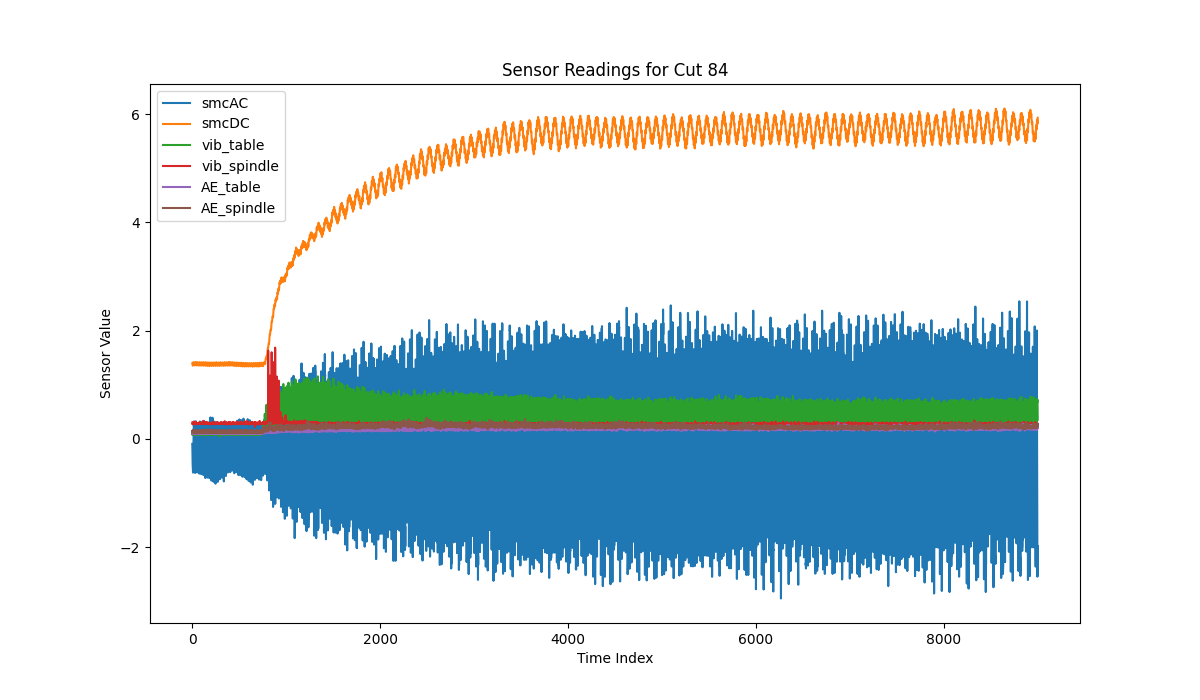 Sensor Readings for Cut 84
smcAC
smcDC
vib_table
vib_spindle
AE_table
AE_spindle
Sensor Value
6
4
2
0
−2
0 2000 4000 6000 8000
Time Index